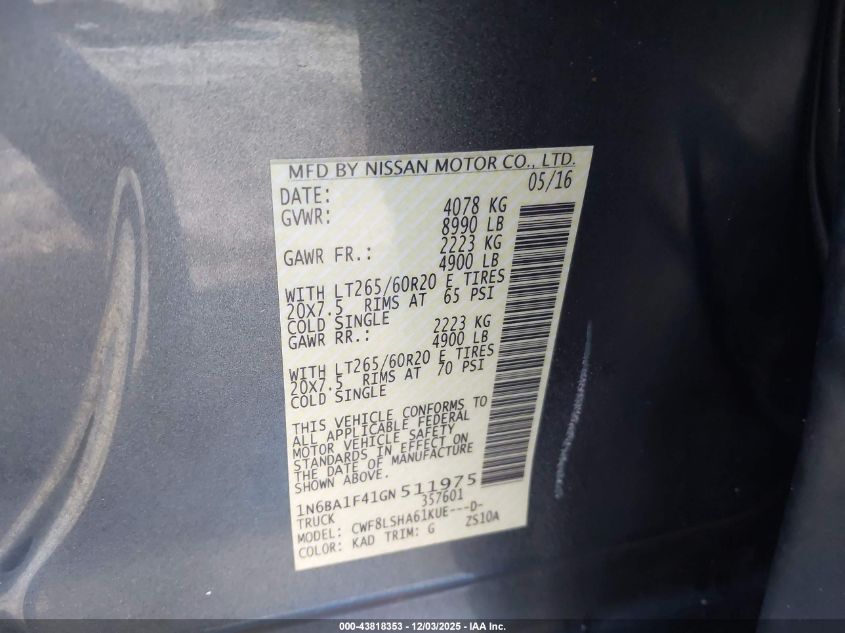 MFD BY NISSAN MOTOR CO., LTD.
DATE: 05/16
GVWR: 4078 KG
8990 LB
GAWR FR.: 2223 KG
4900 LB
WITH LT265/60R20 E TIRES
20X7.5 RIMS AT 65 PSI
COLD SINGLE
GAWR RR.: 2223 KG
4900 LB
WITH LT265/60R20 E TIRES
20X7.5 RIMS AT 70 PSI
COLD SINGLE
THIS VEHICLE CONFORMS TO
ALL APPLICABLE FEDERAL
MOTOR VEHICLE SAFETY
STANDARDS IN EFFECT ON
THE DATE OF MANUFACTURE
SHOWN ABOVE.
1N6BA1F41GN511975
TRUCK 357601
MODEL: CWF8LSHA61KUE---D-
COLOR: KAD TRIM: G ZS10A
000-43818353 - 12/03/2025 - IAA Inc.